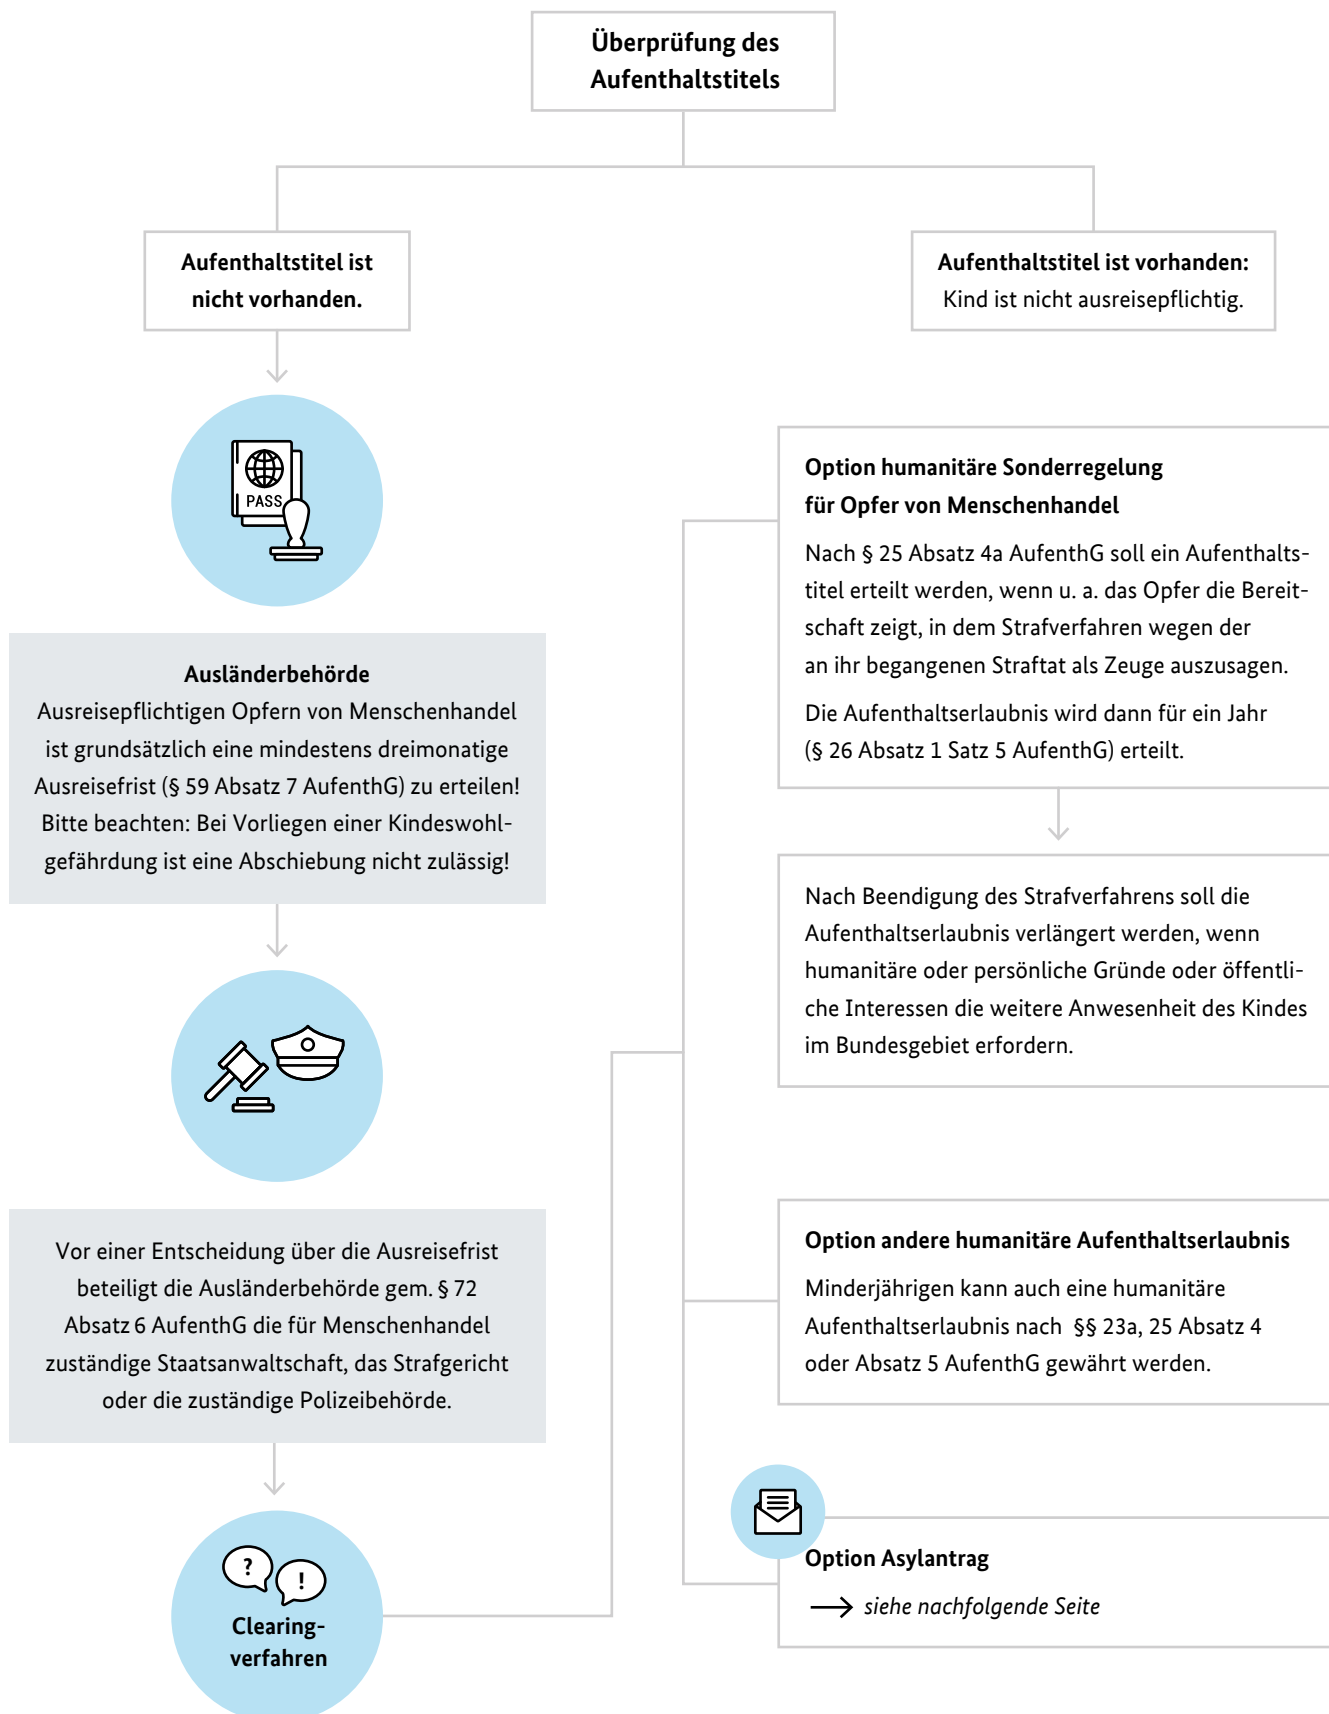 Überprüfung des
Aufenthaltstitels
Aufenthaltstitel ist
nicht vorhanden.
Aufenthaltstitel ist vorhanden:
Kind ist nicht ausreisepflichtig.
PASS
Ausländerbehörde
Ausreisepflichtigen Opfern von Menschenhandel
ist grundsätzlich eine mindestens dreimonatige
Ausreisefrist (§ 59 Absatz 7 AufenthG) zu erteilen!
Bitte beachten: Bei Vorliegen einer Kindeswohl-
gefährdung ist eine Abschiebung nicht zulässig!
Vor einer Entscheidung über die Ausreisefrist
beteiligt die Ausländerbehörde gem. § 72
Absatz 6 AufenthG die für Menschenhandel
zuständige Staatsanwaltschaft, das Strafgericht
oder die zuständige Polizeibehörde.
? !
Clearing-
verfahren
Option humanitäre Sonderregelung
für Opfer von Menschenhandel
Nach § 25 Absatz 4a AufenthG soll ein Aufenthalts-
titel erteilt werden, wenn u. a. das Opfer die Bereit-
schaft zeigt, in dem Strafverfahren wegen der
an ihr begangenen Straftat als Zeuge auszusagen.
Die Aufenthaltserlaubnis wird dann für ein Jahr
(§ 26 Absatz 1 Satz 5 AufenthG) erteilt.
Nach Beendigung des Strafverfahrens soll die
Aufenthaltserlaubnis verlängert werden, wenn
humanitäre oder persönliche Gründe oder öffentli-
che Interessen die weitere Anwesenheit des Kindes
im Bundesgebiet erfordern.
Option andere humanitäre Aufenthaltserlaubnis
Minderjährigen kann auch eine humanitäre
Aufenthaltserlaubnis nach §§ 23a, 25 Absatz 4
oder Absatz 5 AufenthG gewährt werden.
Option Asylantrag
→ siehe nachfolgende Seite